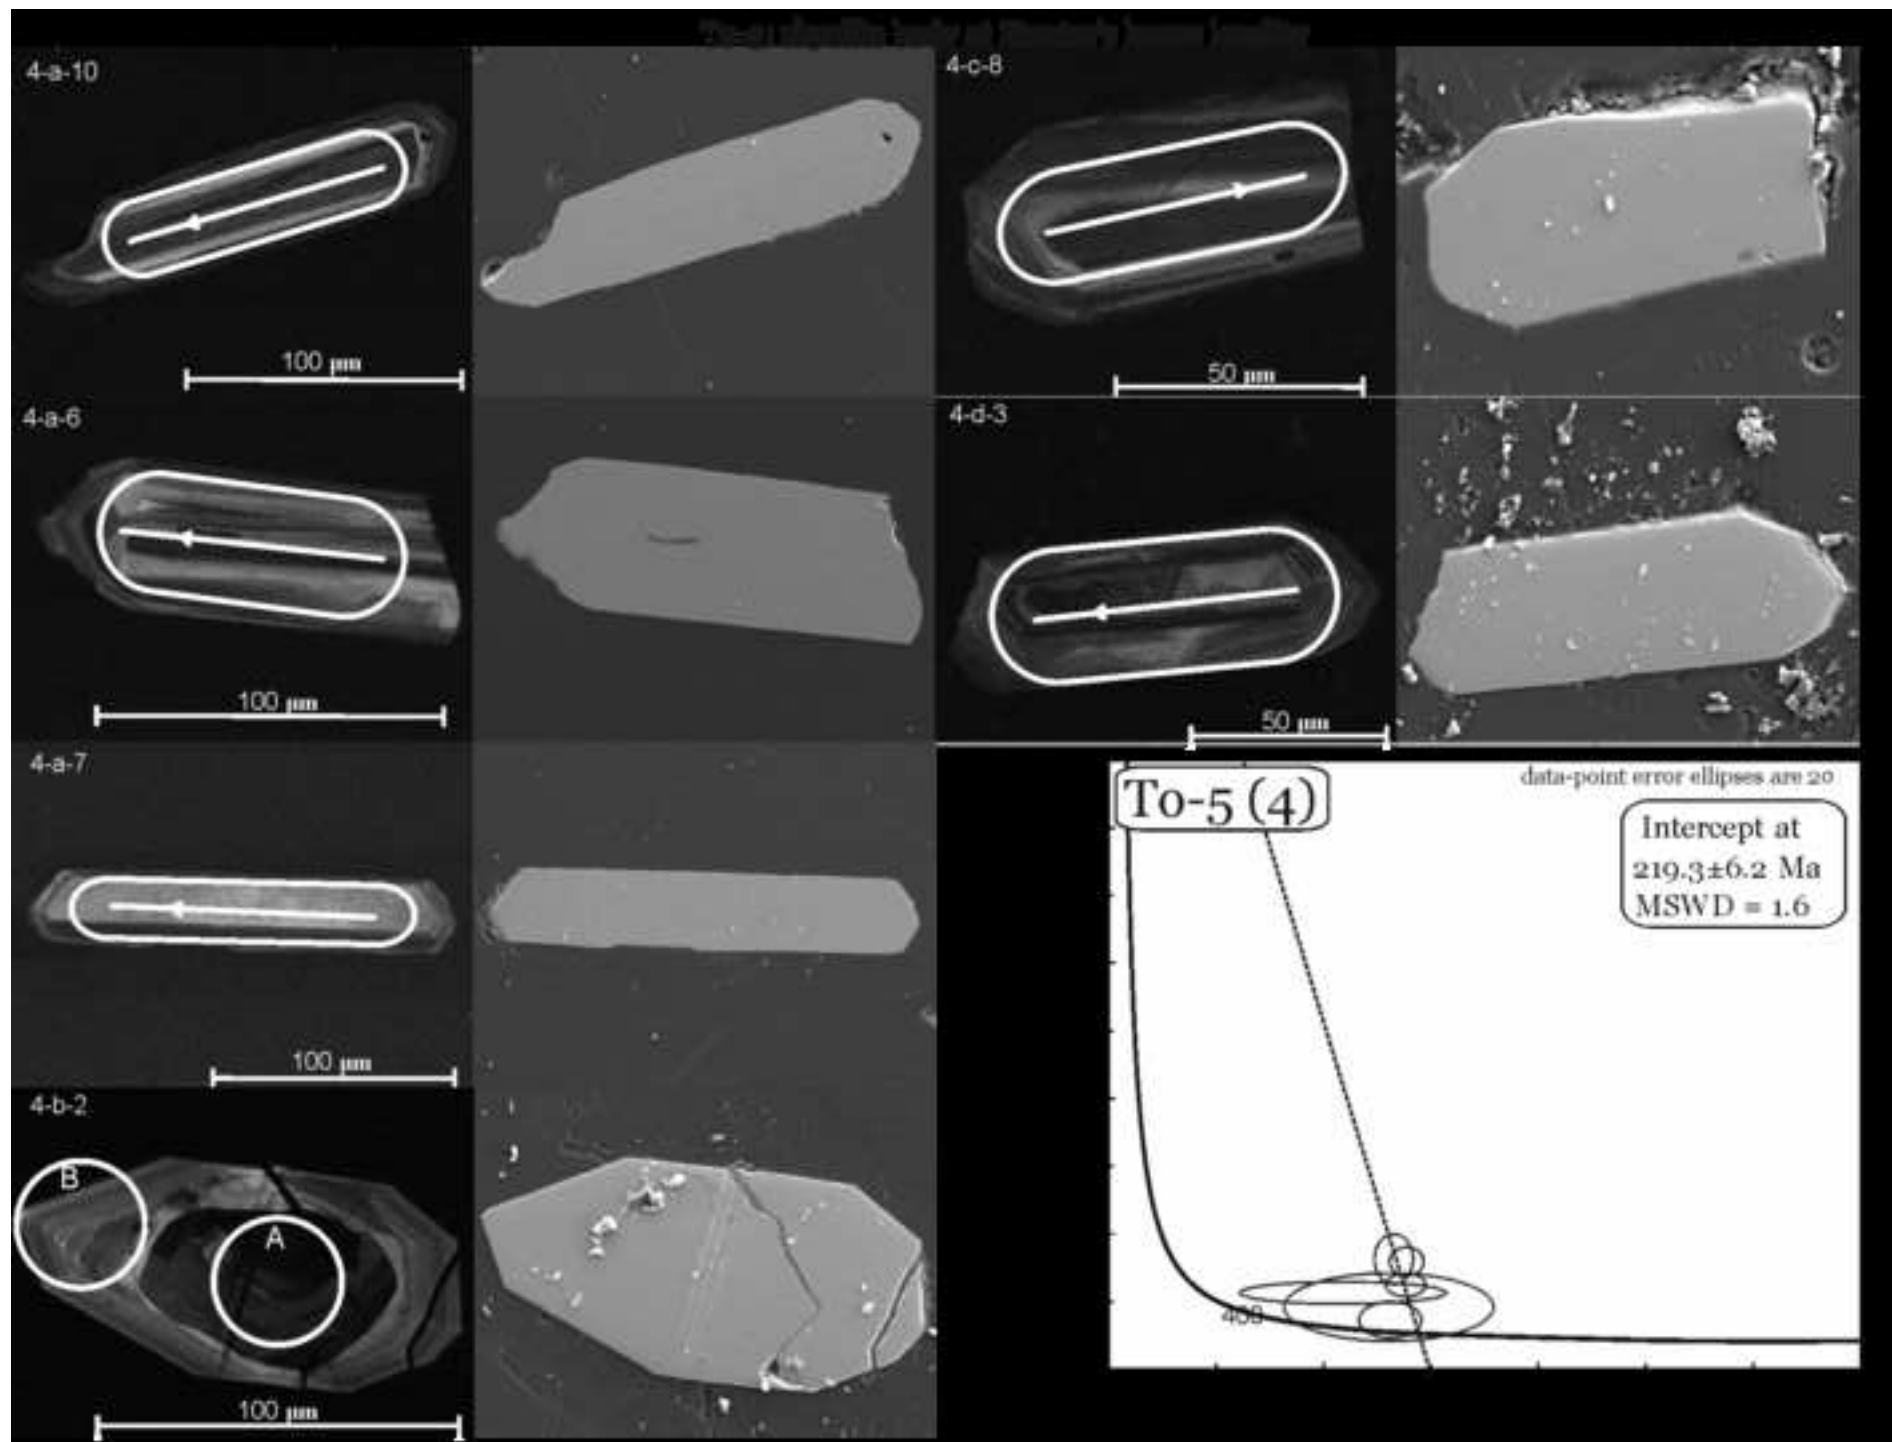 4-a-10
100 µm
4-c-8
50 µm
4-a-6
100 µm
4-d-3
50 µm
4-a-7
100 µm
4-b-2
B
A
100 µm
To-5 (4)
data-point error ellipses are 2σ
Intercept at
219.3±6.2 Ma
MSWD = 1.6
400